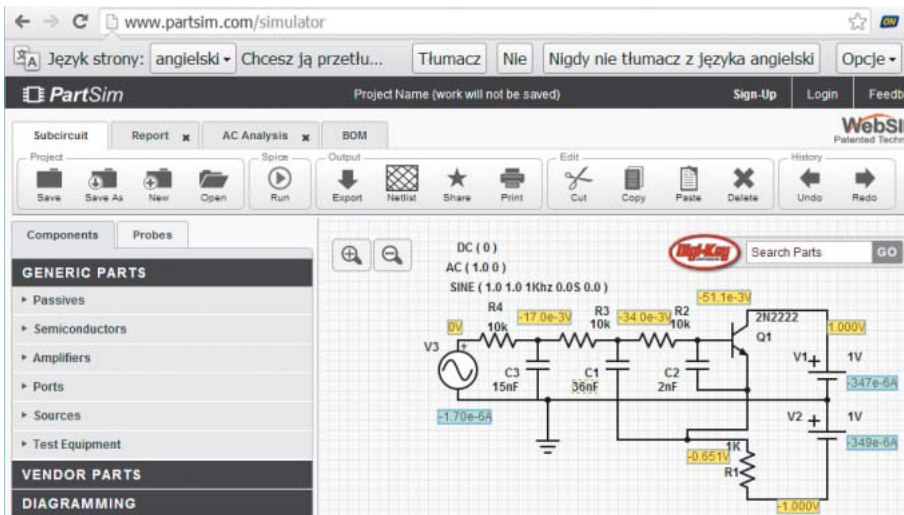 www.partsim.com/simulator
Język strony: angielski Chcesz ją przetłu... Tłumacz Nie Nigdy nie tłumacz z języka angielski Opcje
PartSim Project Name (work will not be saved) Sign-Up Login Feedb
Subcircuit Report x AC Analysis x BOM
WebSI
Patented Techn
Project Spice Output Edit History
Save Save As New Open Run Export Netlist Share Print Cut Copy Paste Delete Undo Redo
Components Probes
GENERIC PARTS
Passives
Semiconductors
Amplifiers
Ports
Sources
Test Equipment
VENDOR PARTS
DIAGRAMMING
Digi-Key Search Parts GO
DC ( 0 )
AC ( 1.0 0 )
SINE ( 1.0 1.0 1Khz 0.0S 0.0 )
-51.1e-3V
R4 R3 R2 2N2222
0V 10k -17.0e-3V 10k -34.0e-3V 10k Q1 1.000V
V3 + V1 + 1V
C3 C1 C2 -347e-6A
15nF 36nF 2nF
-1.70e-6A V2 + 1V
-349e-6A
-0.651V 1K
R1
-1.000V